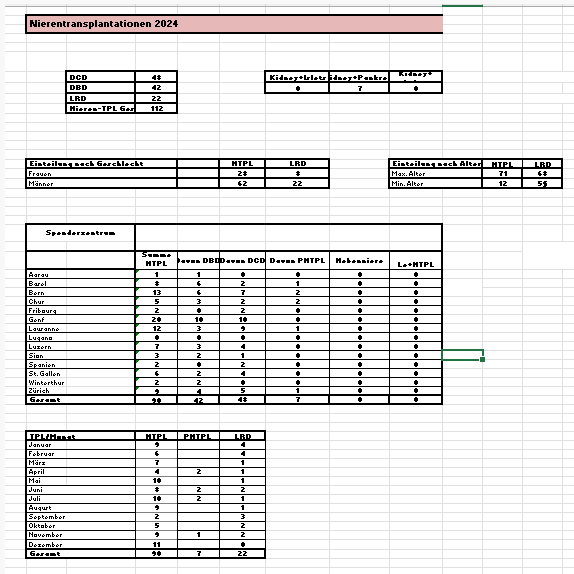 Nierentransplantationen 2024
DCD 48
DBD 42
LRD 22
Nieren-TPL Ges 112
Kidney+Islets idney+Pankre Kidney+
0 7 0
Einteilung nach Geschlecht NTPL LRD
Frauen 28 8
Männer 62 22
Einteilung nach Alter NTPL LRD
Max. Alter 71 68
Min. Alter 12
Spenderzentrum
Summe NTPL Davon DBD Davon DCD Davon PNTPL Nebenniere Le+NTPL
Aarau 1 1 0 0 0 0
Basel 8 6 2 1 0 0
Bern 13 6 7 2 0 0
Chur 5 3 2 2 0 0
Fribourg 2 0 2 0 0 0
Genf 20 10 10 0 0 0
Lausanne 12 3 9 1 0 0
Lugano 0 0 0 0 0 0
Luzern 7 3 4 0 0 0
Sion 3 2 1 0 0 0
Spanien 2 0 2 0 0 0
St. Gallen 6 2 4 0 0 0
Winterthur 2 2 0 0 0 0
Zürich 9 4 5 1 0 0
Gesamt 90 42 48 7 0 0
TPL/Monat NTPL PNTPL LRD
Januar 9 4
Februar 6 4
März 7 1
April 4 2 1
Mai 10 1
Juni 8 2 2
Juli 10 2 1
August 9 1
September 2 3
Oktober 5 2
November 9 1 2
Dezember 11 0
Gesamt 90 7 22